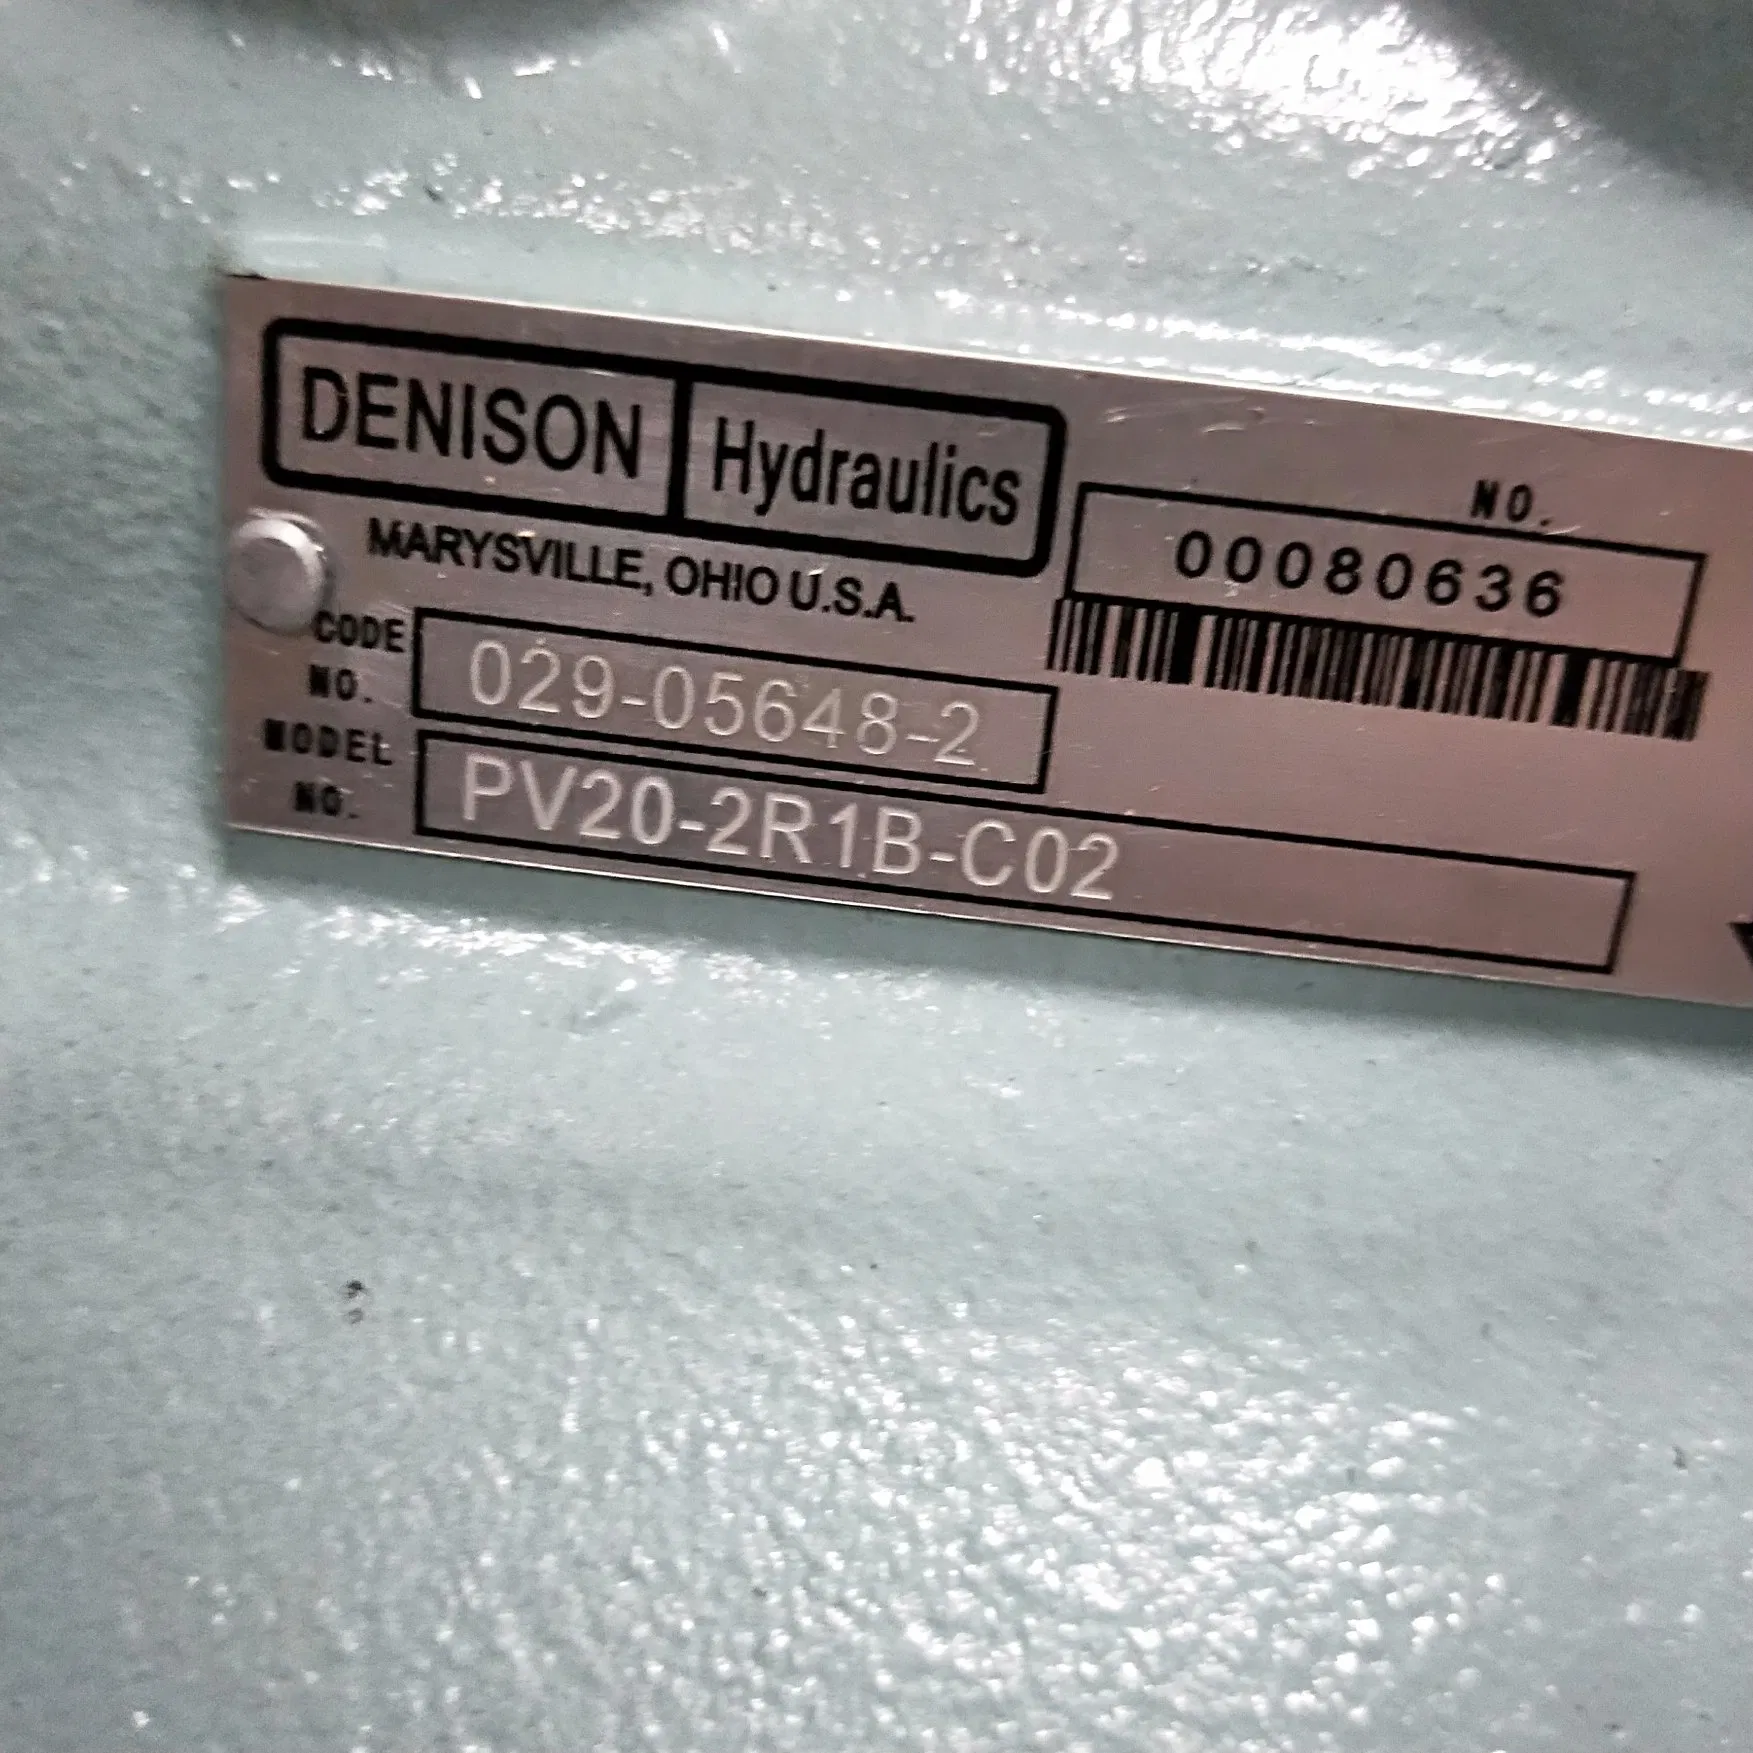 DENISON Hydraulics
MARYSVILLE, OHIO U.S.A.
NO.
00080636
CODE NO.
029-05648-2
MODEL NO.
PV20-2R1B-C02